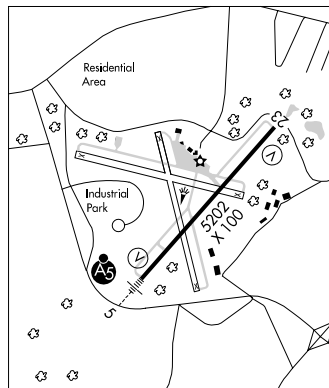 Residential
Area
23
V
Industrial
Park
5202
X 100
V
A5
5
X
X
X
X